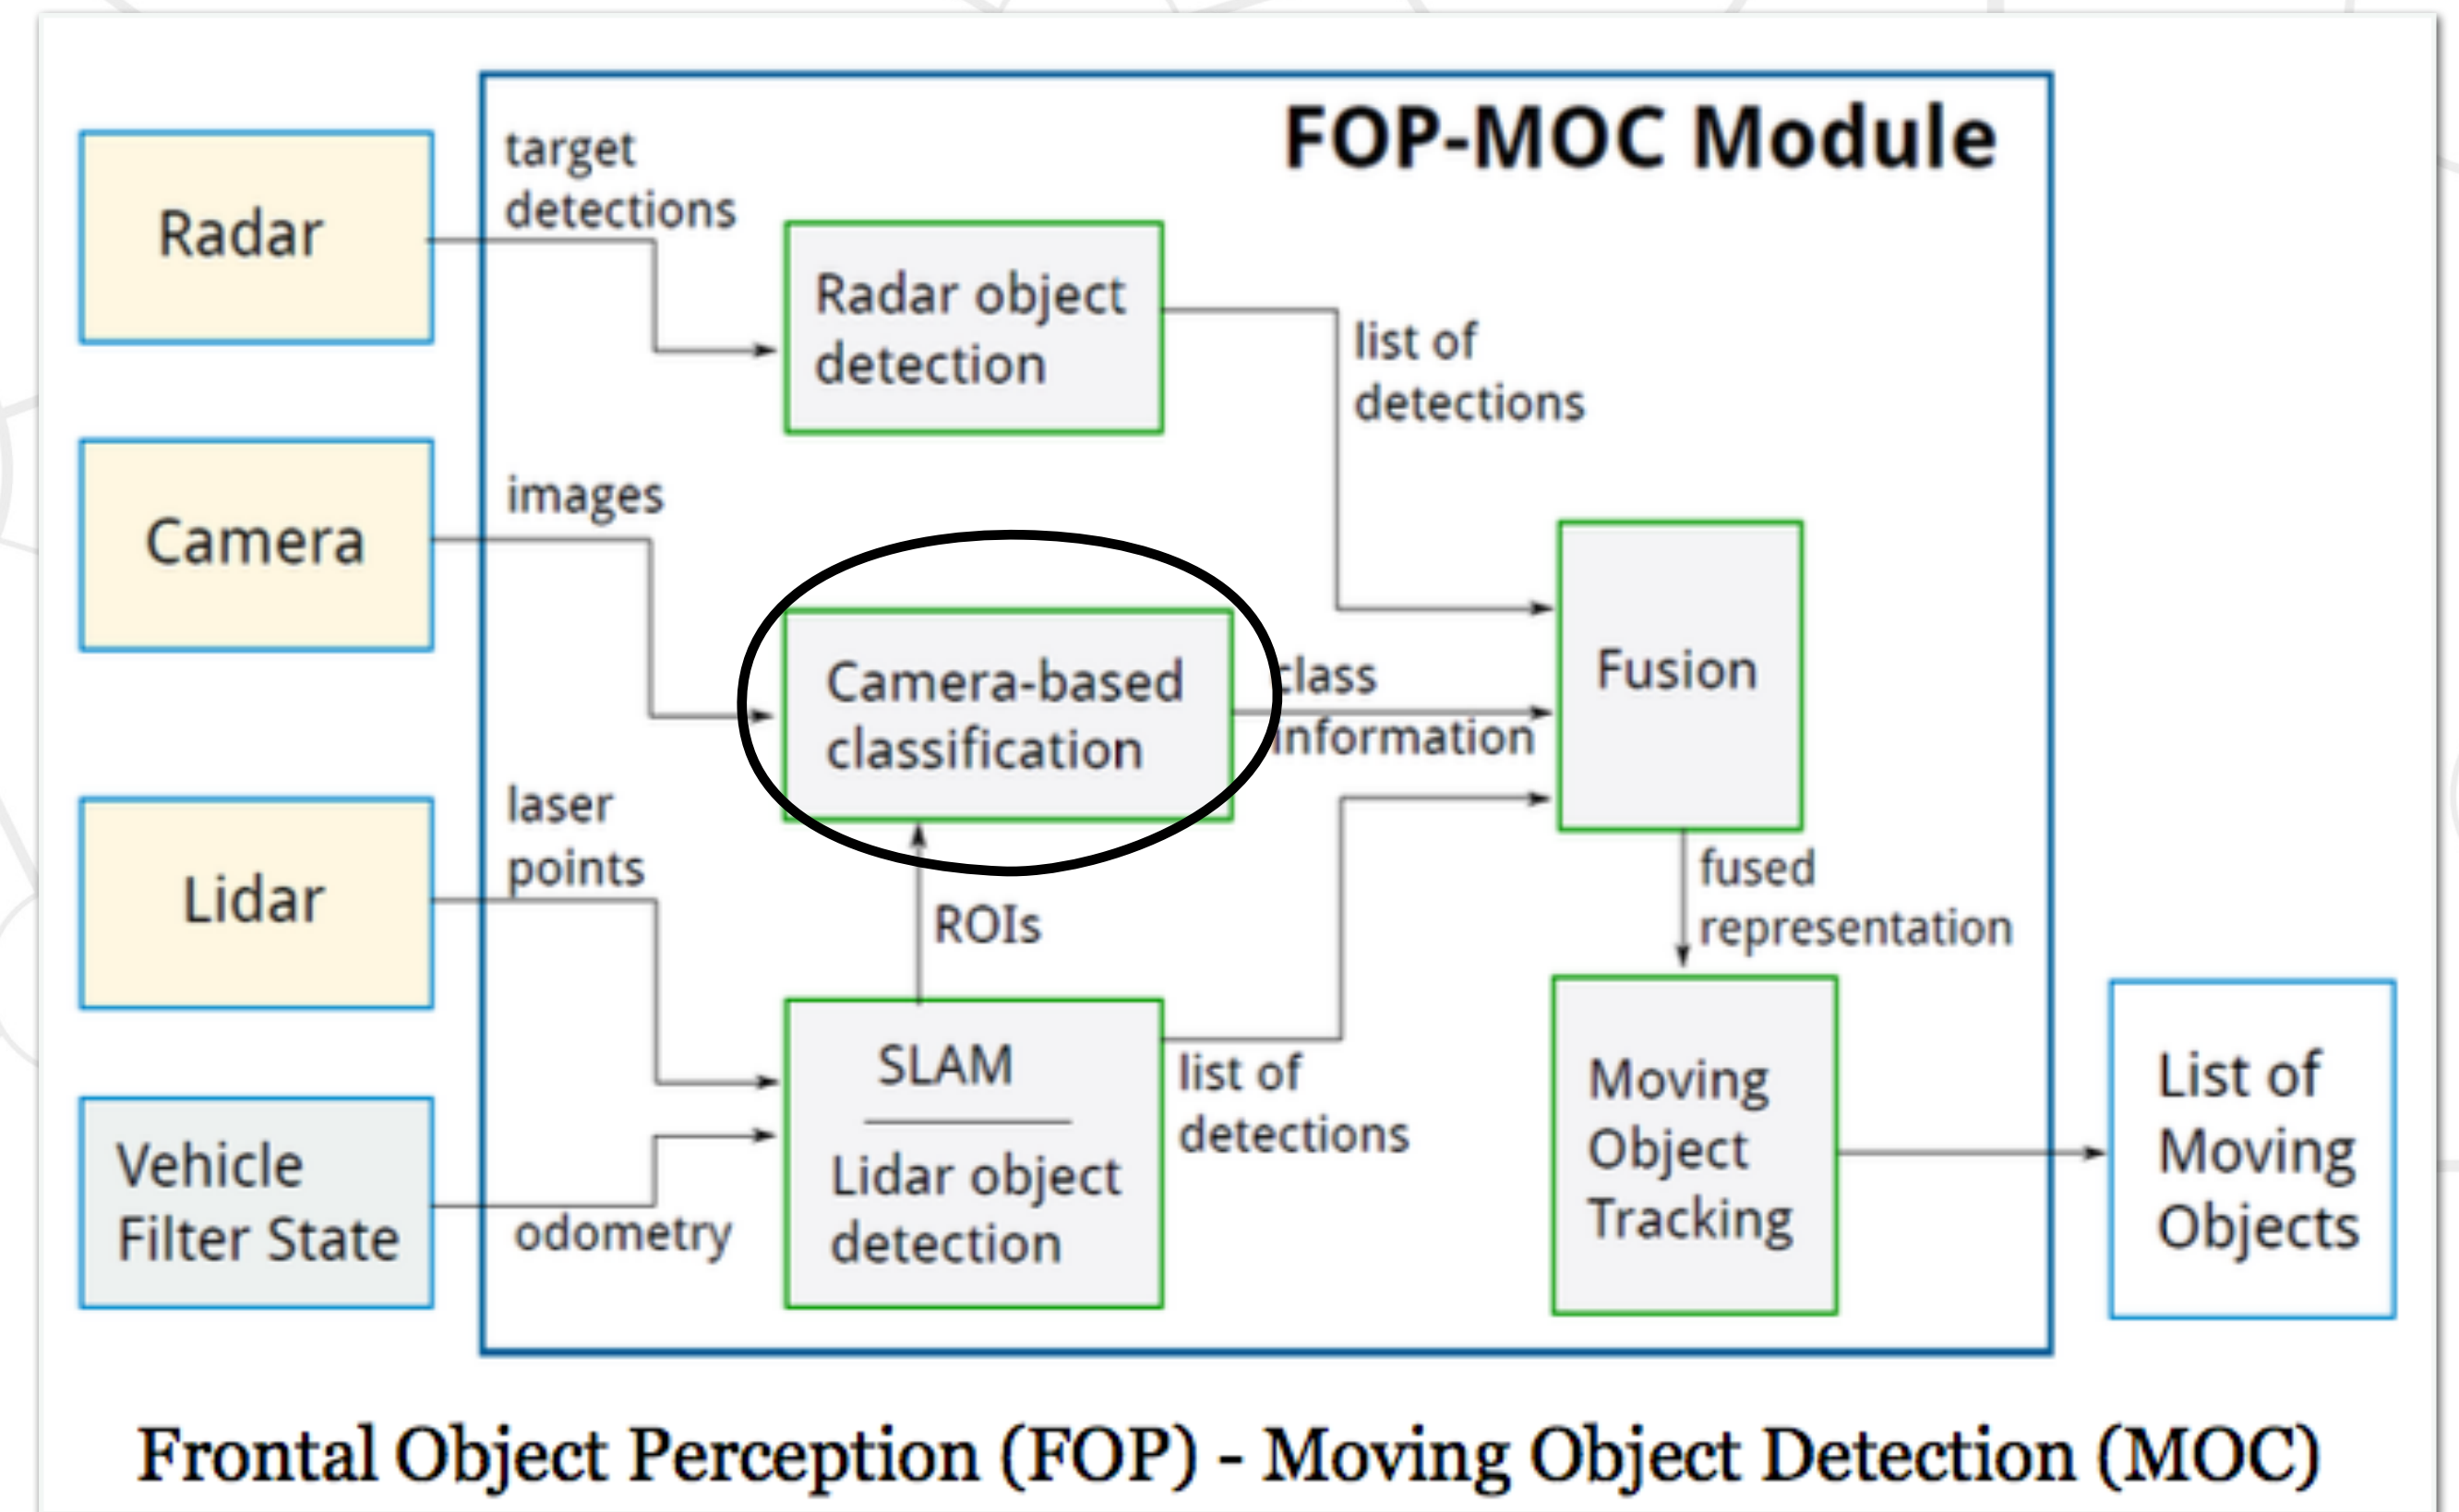 FOP-MOC Module
Radar
target
detections
Radar object
detection
list of
detections
Camera
images
Camera-based
classification
class
information
Fusion
Lidar
laser
points
ROIs
fused
representation
Vehicle
Filter State
odometry
SLAM
Lidar object
detection
list of
detections
Moving
Object
Tracking
List of
Moving
Objects
Frontal Object Perception (FOP) - Moving Object Detection (MOC)